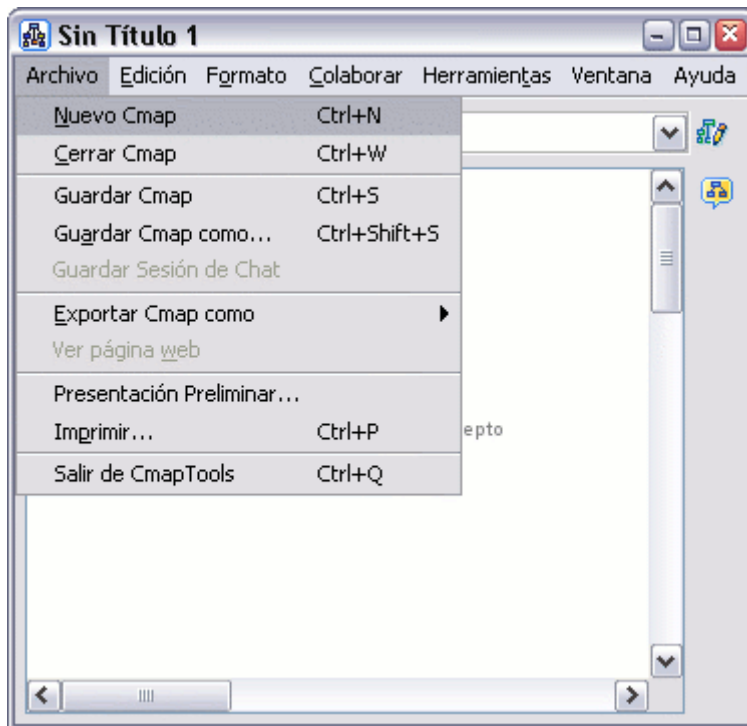 Sin Título 1
Archivo Edición Formato Colaborar Herramientas Ventana Ayuda
Nuevo Cmap Ctrl+N
Cerrar Cmap Ctrl+W
Guardar Cmap Ctrl+S
Guardar Cmap como... Ctrl+Shift+S
Guardar Sesión de Chat
Exportar Cmap como
Ver página web
Presentación Preliminar...
Imprimir... Ctrl+P
epto
Salir de CmapTools Ctrl+Q